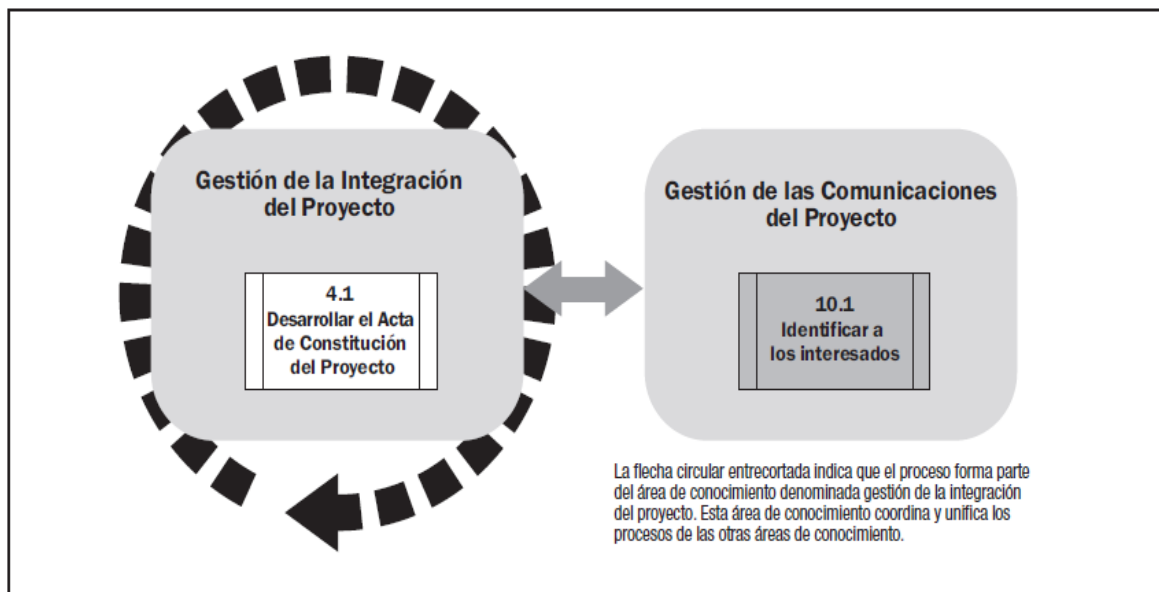 Gestión de la Integración
del Proyecto
4.1
Desarrollar el Acta
de Constitución
del Proyecto
Gestión de las Comunicaciones
del Proyecto
10.1
Identificar a
los interesados
La flecha circular entrecortada indica que el proceso forma parte
del área de conocimiento denominada gestión de la integración
del proyecto. Esta área de conocimiento coordina y unifica los
procesos de las otras áreas de conocimiento.